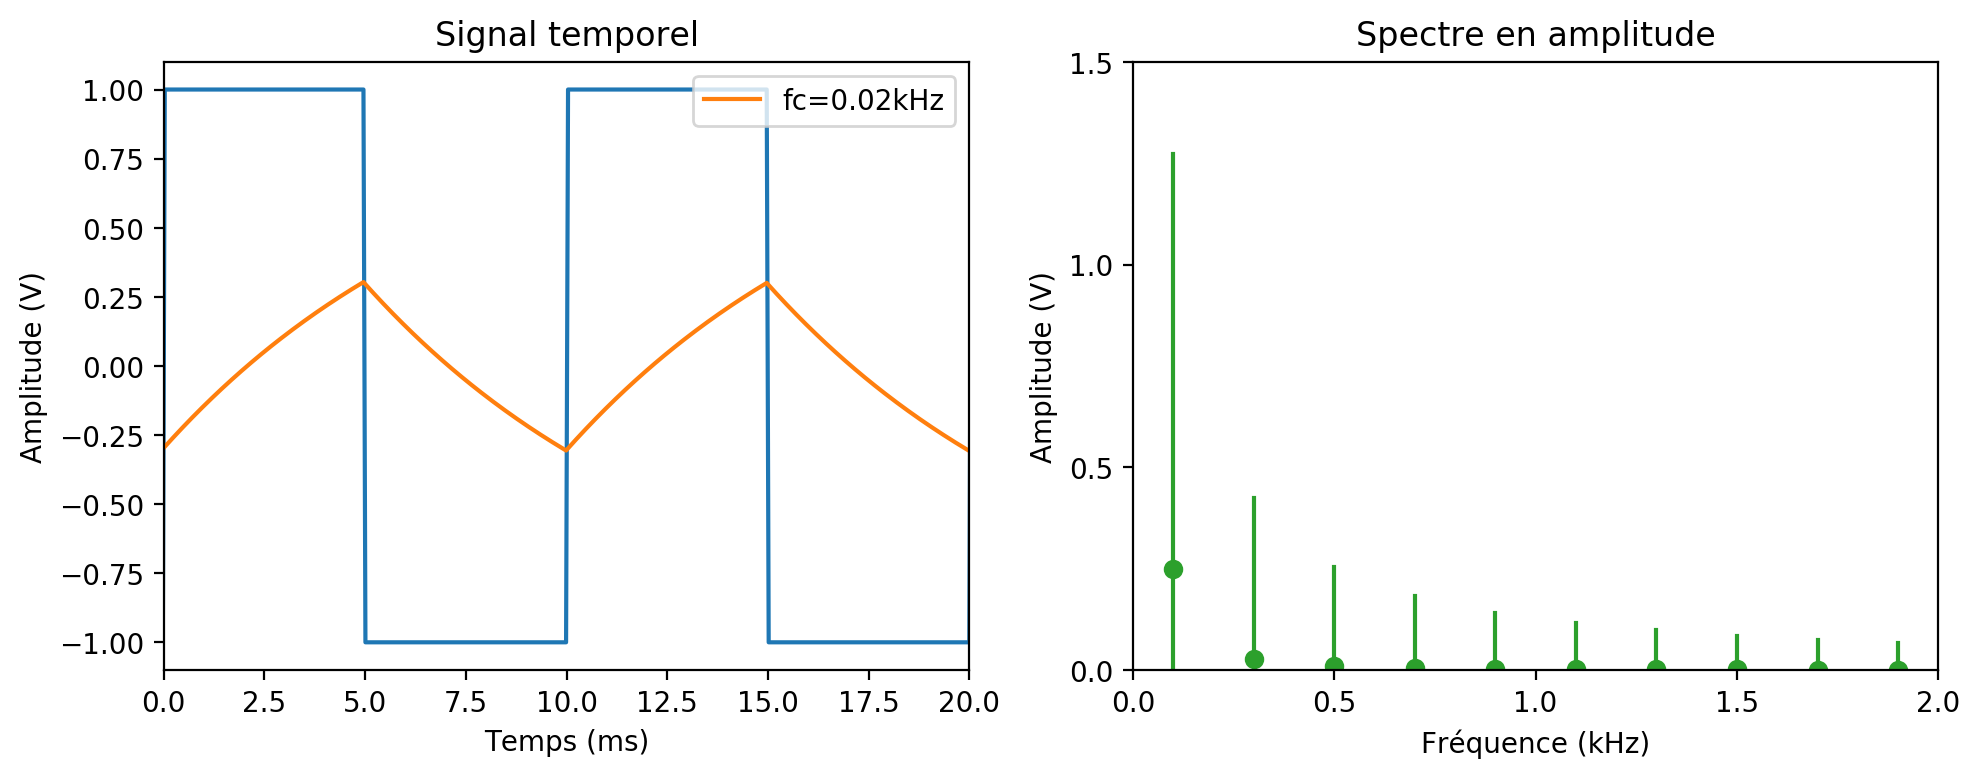 Signal temporel
Amplitude (V)
1.00
0.75
0.50
0.25
0.00
−0.25
−0.50
−0.75
−1.00
fc=0.02kHz
0.0 2.5 5.0 7.5 10.0 12.5 15.0 17.5 20.0
Temps (ms)
Spectre en amplitude
Amplitude (V)
1.5
1.0
0.5
0.0
0.0 0.5 1.0 1.5 2.0
Fréquence (kHz)